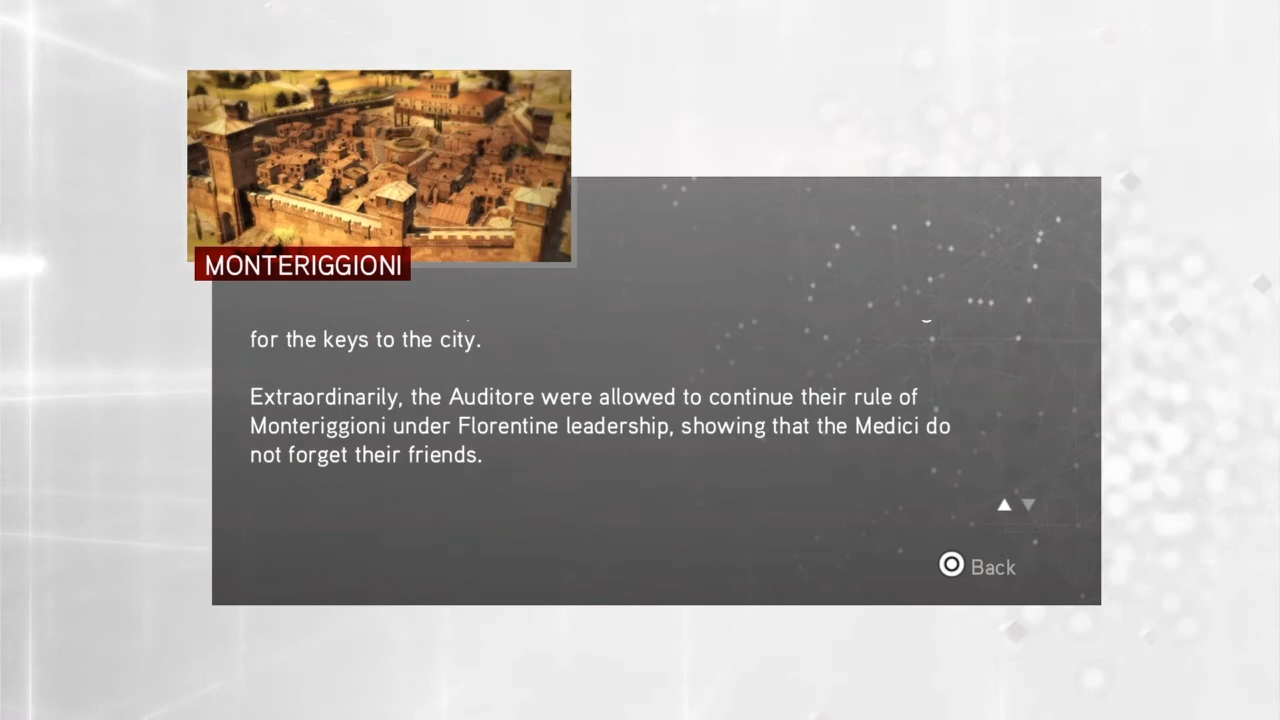 MONTERIGGIONI
for the keys to the city.
Extraordinarily, the Auditore were allowed to continue their rule of
Monteriggioni under Florentine leadership, showing that the Medici do
not forget their friends.
Back